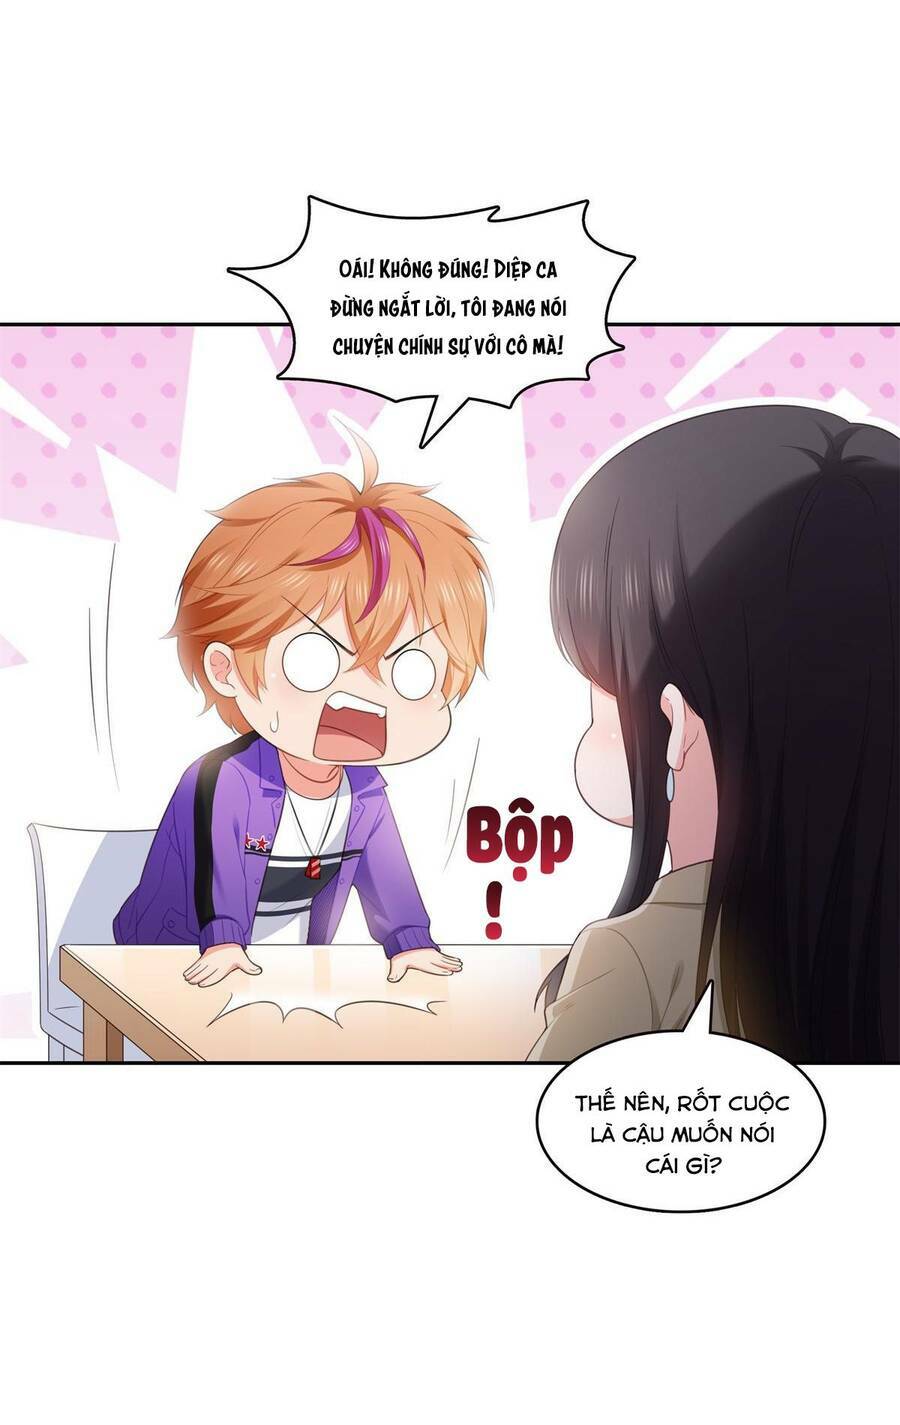 OÁI! KHÔNG ĐÚNG! DIỆP CA
ĐỪNG NGẮT LỜI, TÔI ĐANG NÓI
CHUYỆN CHÍNH SỰ VỚI CÔ MÀ!
Bộp
!
THẾ NÊN, RỐT CUỘC
LÀ CẬU MUỐN NÓI
CÁI GÌ?